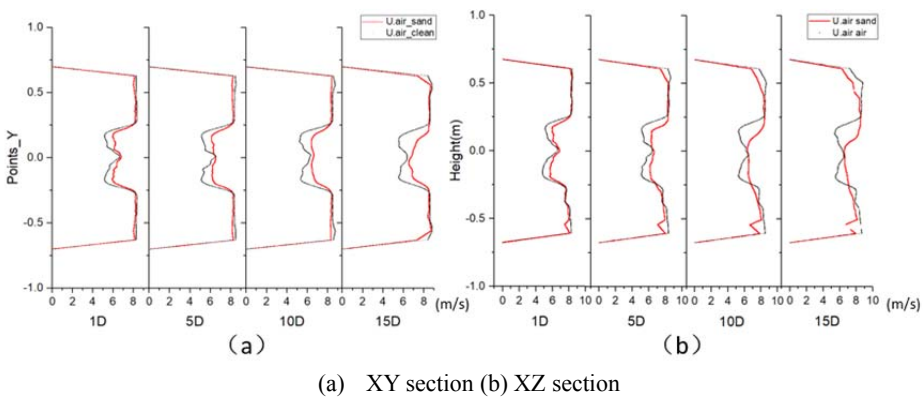 U.air_sand
U.air_clean
1.0
0.5
0.0
-0.5
-1.0
Points_Y
0 2 4 6 8 0 2 4 6 8 0 2 4 6 8 0 2 4 6 8 10
(m/s)
1D 5D 10D 15D
(a)
U.air sand
U.air air
1.0
0.5
0.0
-0.5
-1.0
Height(m)
0 2 4 6 8 10 0 2 4 6 8 10 0 2 4 6 8 10 0 2 4 6 8 10
(m/s)
1D 5D 10D 15D
(b)
(a) XY section (b) XZ section